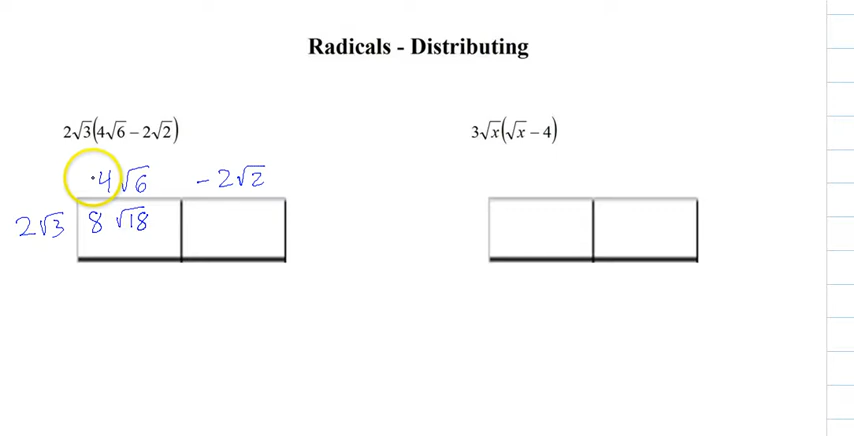 Radicals - Distributing
2√3(4√6 − 2√2)
3√x(√x − 4)
4√6 −2√2
2√3 8 √18